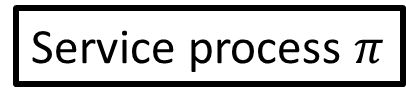 Service process 𝜋